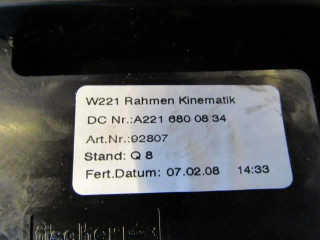 W221 Rahmen Kinematik
DC Nr.:A221 680 08 34
Art.Nr.:92807
Stand: Q 8
Fert.Datum: 07.02.08 14:33